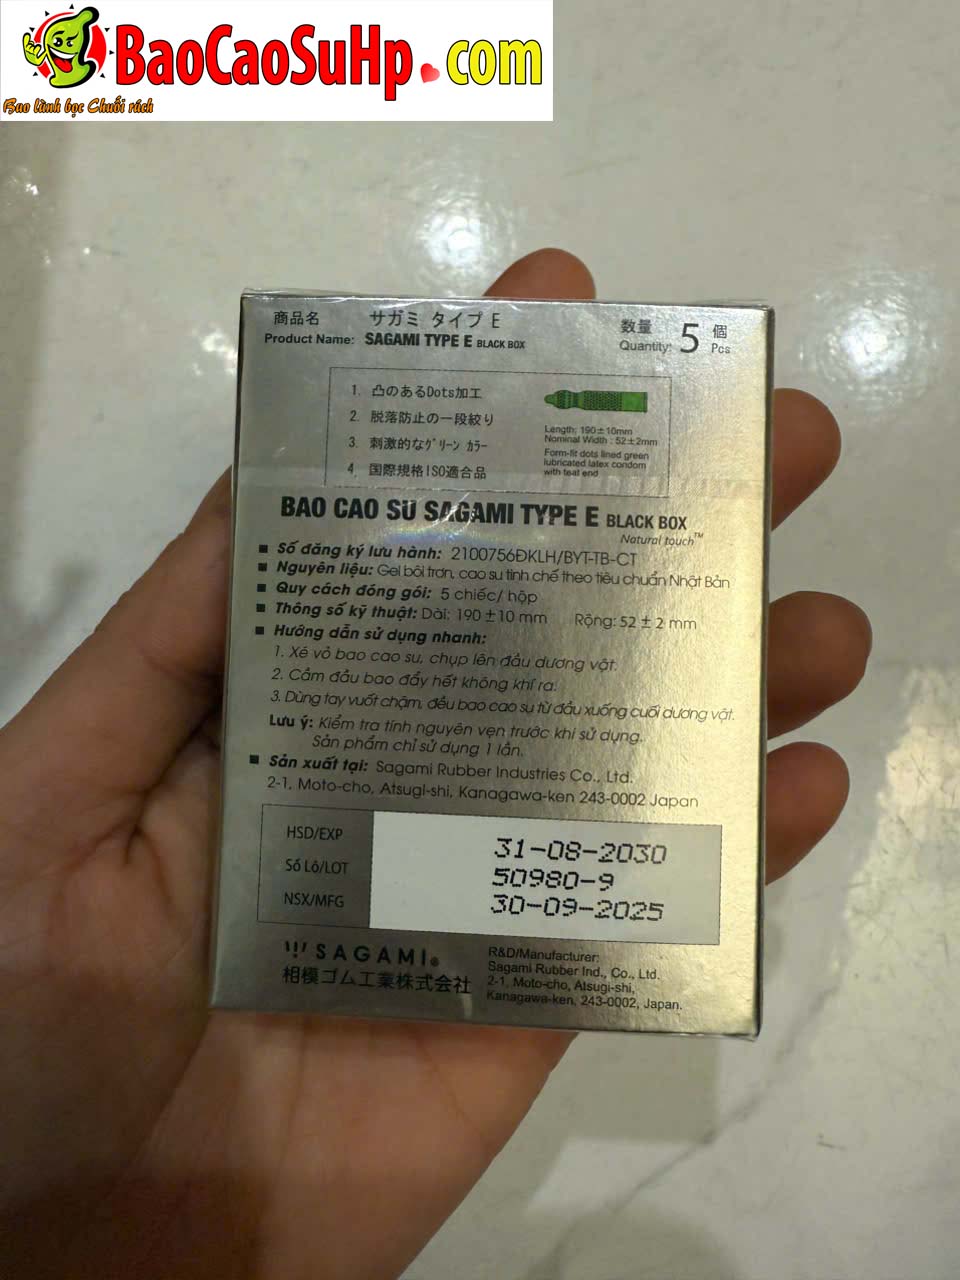 BaoCaoSuHp.com
Bao lãnh bọc Chuối rách
商品名 サガミ タイプ E 数量 5 個
Product Name: SAGAMI TYPE E BLACK BOX Quantity: Pcs
1. 凸のあるDots加工
2. 脱落防止の一段絞り
3. 刺激的なグリーン カラー
4. 国際規格ISO適合品
Length: 190±10mm
Nominal Width : 52±2mm
Form-fit dots lined green
lubricated latex condom
with teat end
BAO CAO SU SAGAMI TYPE E BLACK BOX
Natural touch™
Số đăng ký lưu hành: 2100756ĐKLH/BYT-TB-CT
Nguyên liệu: Gel bôi trơn, cao su tinh chế theo tiêu chuẩn Nhật Bản
Quy cách đóng gói: 5 chiếc/ hộp
Thông số kỹ thuật: Dài: 190 ±10 mm Rộng: 52 ± 2 mm
Hướng dẫn sử dụng nhanh:
1. Xé vỏ bao cao su, chụp lên đầu dương vật.
2. Cầm đầu bao đẩy hết không khí ra.
3. Dùng tay vuốt chậm, đều bao cao su từ đầu xuống cuối dương vật.
Lưu ý: Kiểm tra tính nguyên vẹn trước khi sử dụng.
Sản phẩm chỉ sử dụng 1 lần.
Sản xuất tại: Sagami Rubber Industries Co., Ltd.
2-1, Moto-cho, Atsugi-shi, Kanagawa-ken 243-0002 Japan
HSD/EXP 31-08-2030
Số Lô/LOT 50980-9
NSX/MFG 30-09-2025
SAGAMI®
相模ゴム工業株式会社
R&D/Manufacturer:
Sagami Rubber Ind., Co., Ltd.
2-1, Moto-cho, Atsugi-shi,
Kanagawa-ken, 243-0002, Japan.